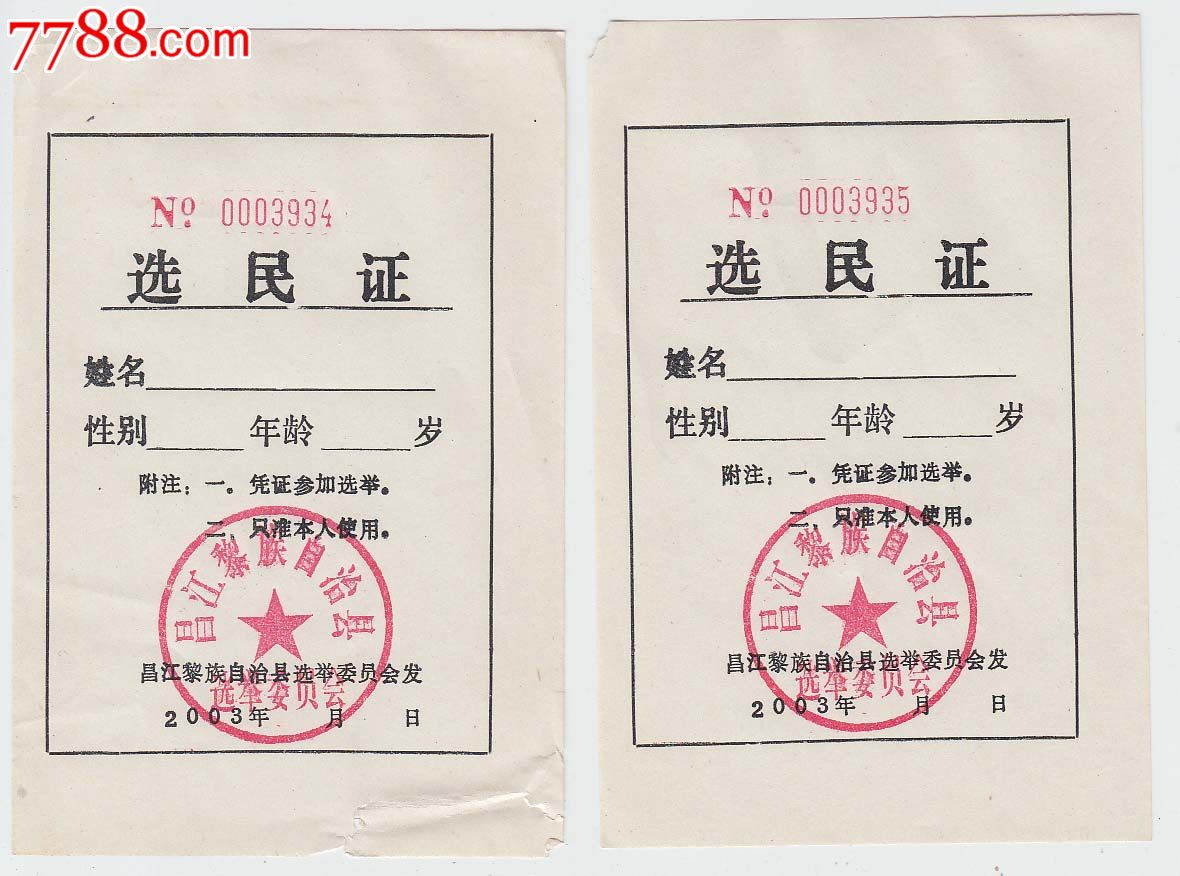 7788.com
Nº 0003934
选民证
姓名
性别 年龄 岁
附注：一。凭证参加选举。
二．只准本人使用。
昌江黎族自治县
昌江黎族自治县选举委员会发
选举委员会
2003年 月 日
Nº 0003935
选民证
姓名
性别 年龄 岁
附注：一。凭证参加选举。
二．只准本人使用。
昌江黎族自治县
昌江黎族自治县选举委员会发
选举委员会
2003年 月 日